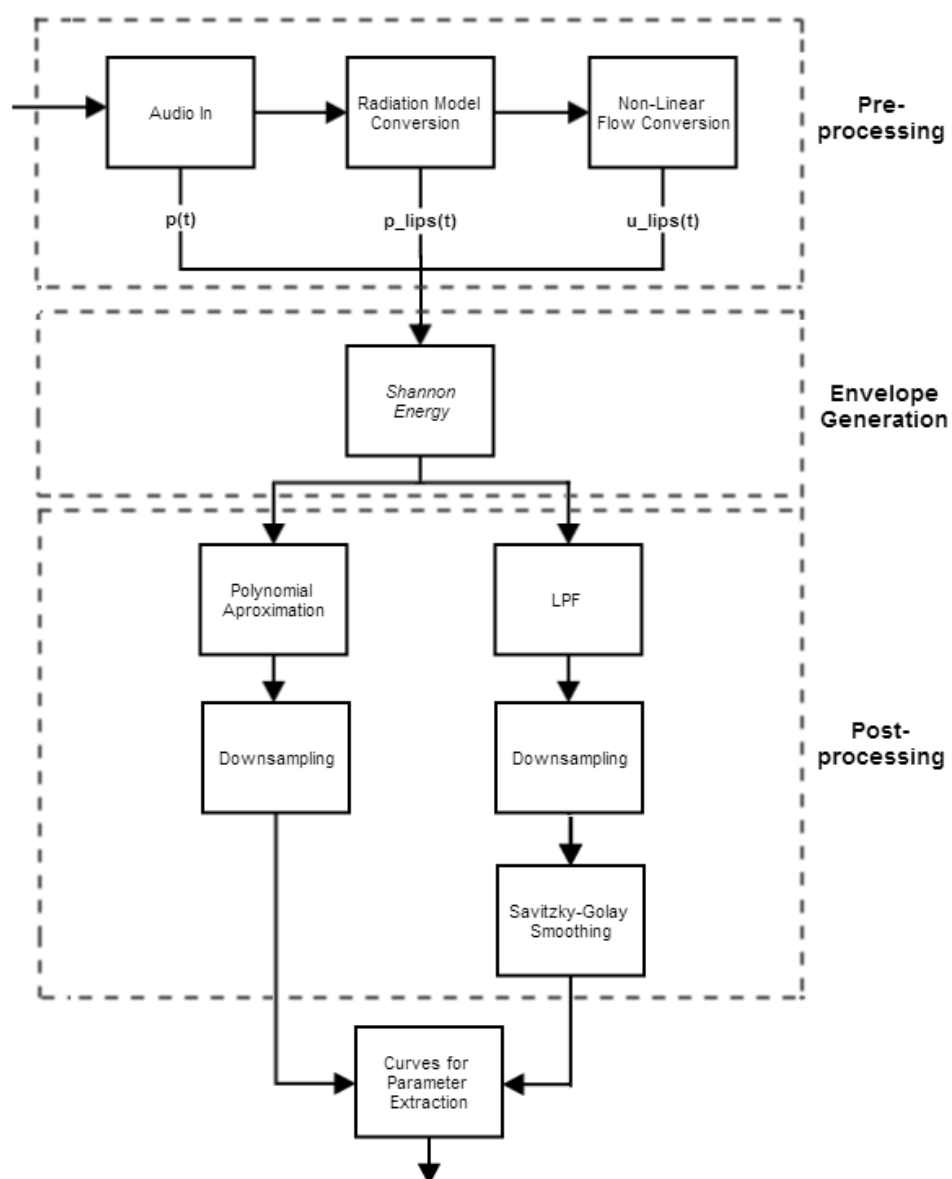 Audio In
Radiation Model
Conversion
Non-Linear
Flow Conversion
Pre-
processing
p(t)
p_lips(t)
u_lips(t)
Shannon
Energy
Envelope
Generation
Polynomial
Aproximation
LPF
Downsampling
Downsampling
Post-
processing
Savitzky-Golay
Smoothing
Curves for
Parameter
Extraction